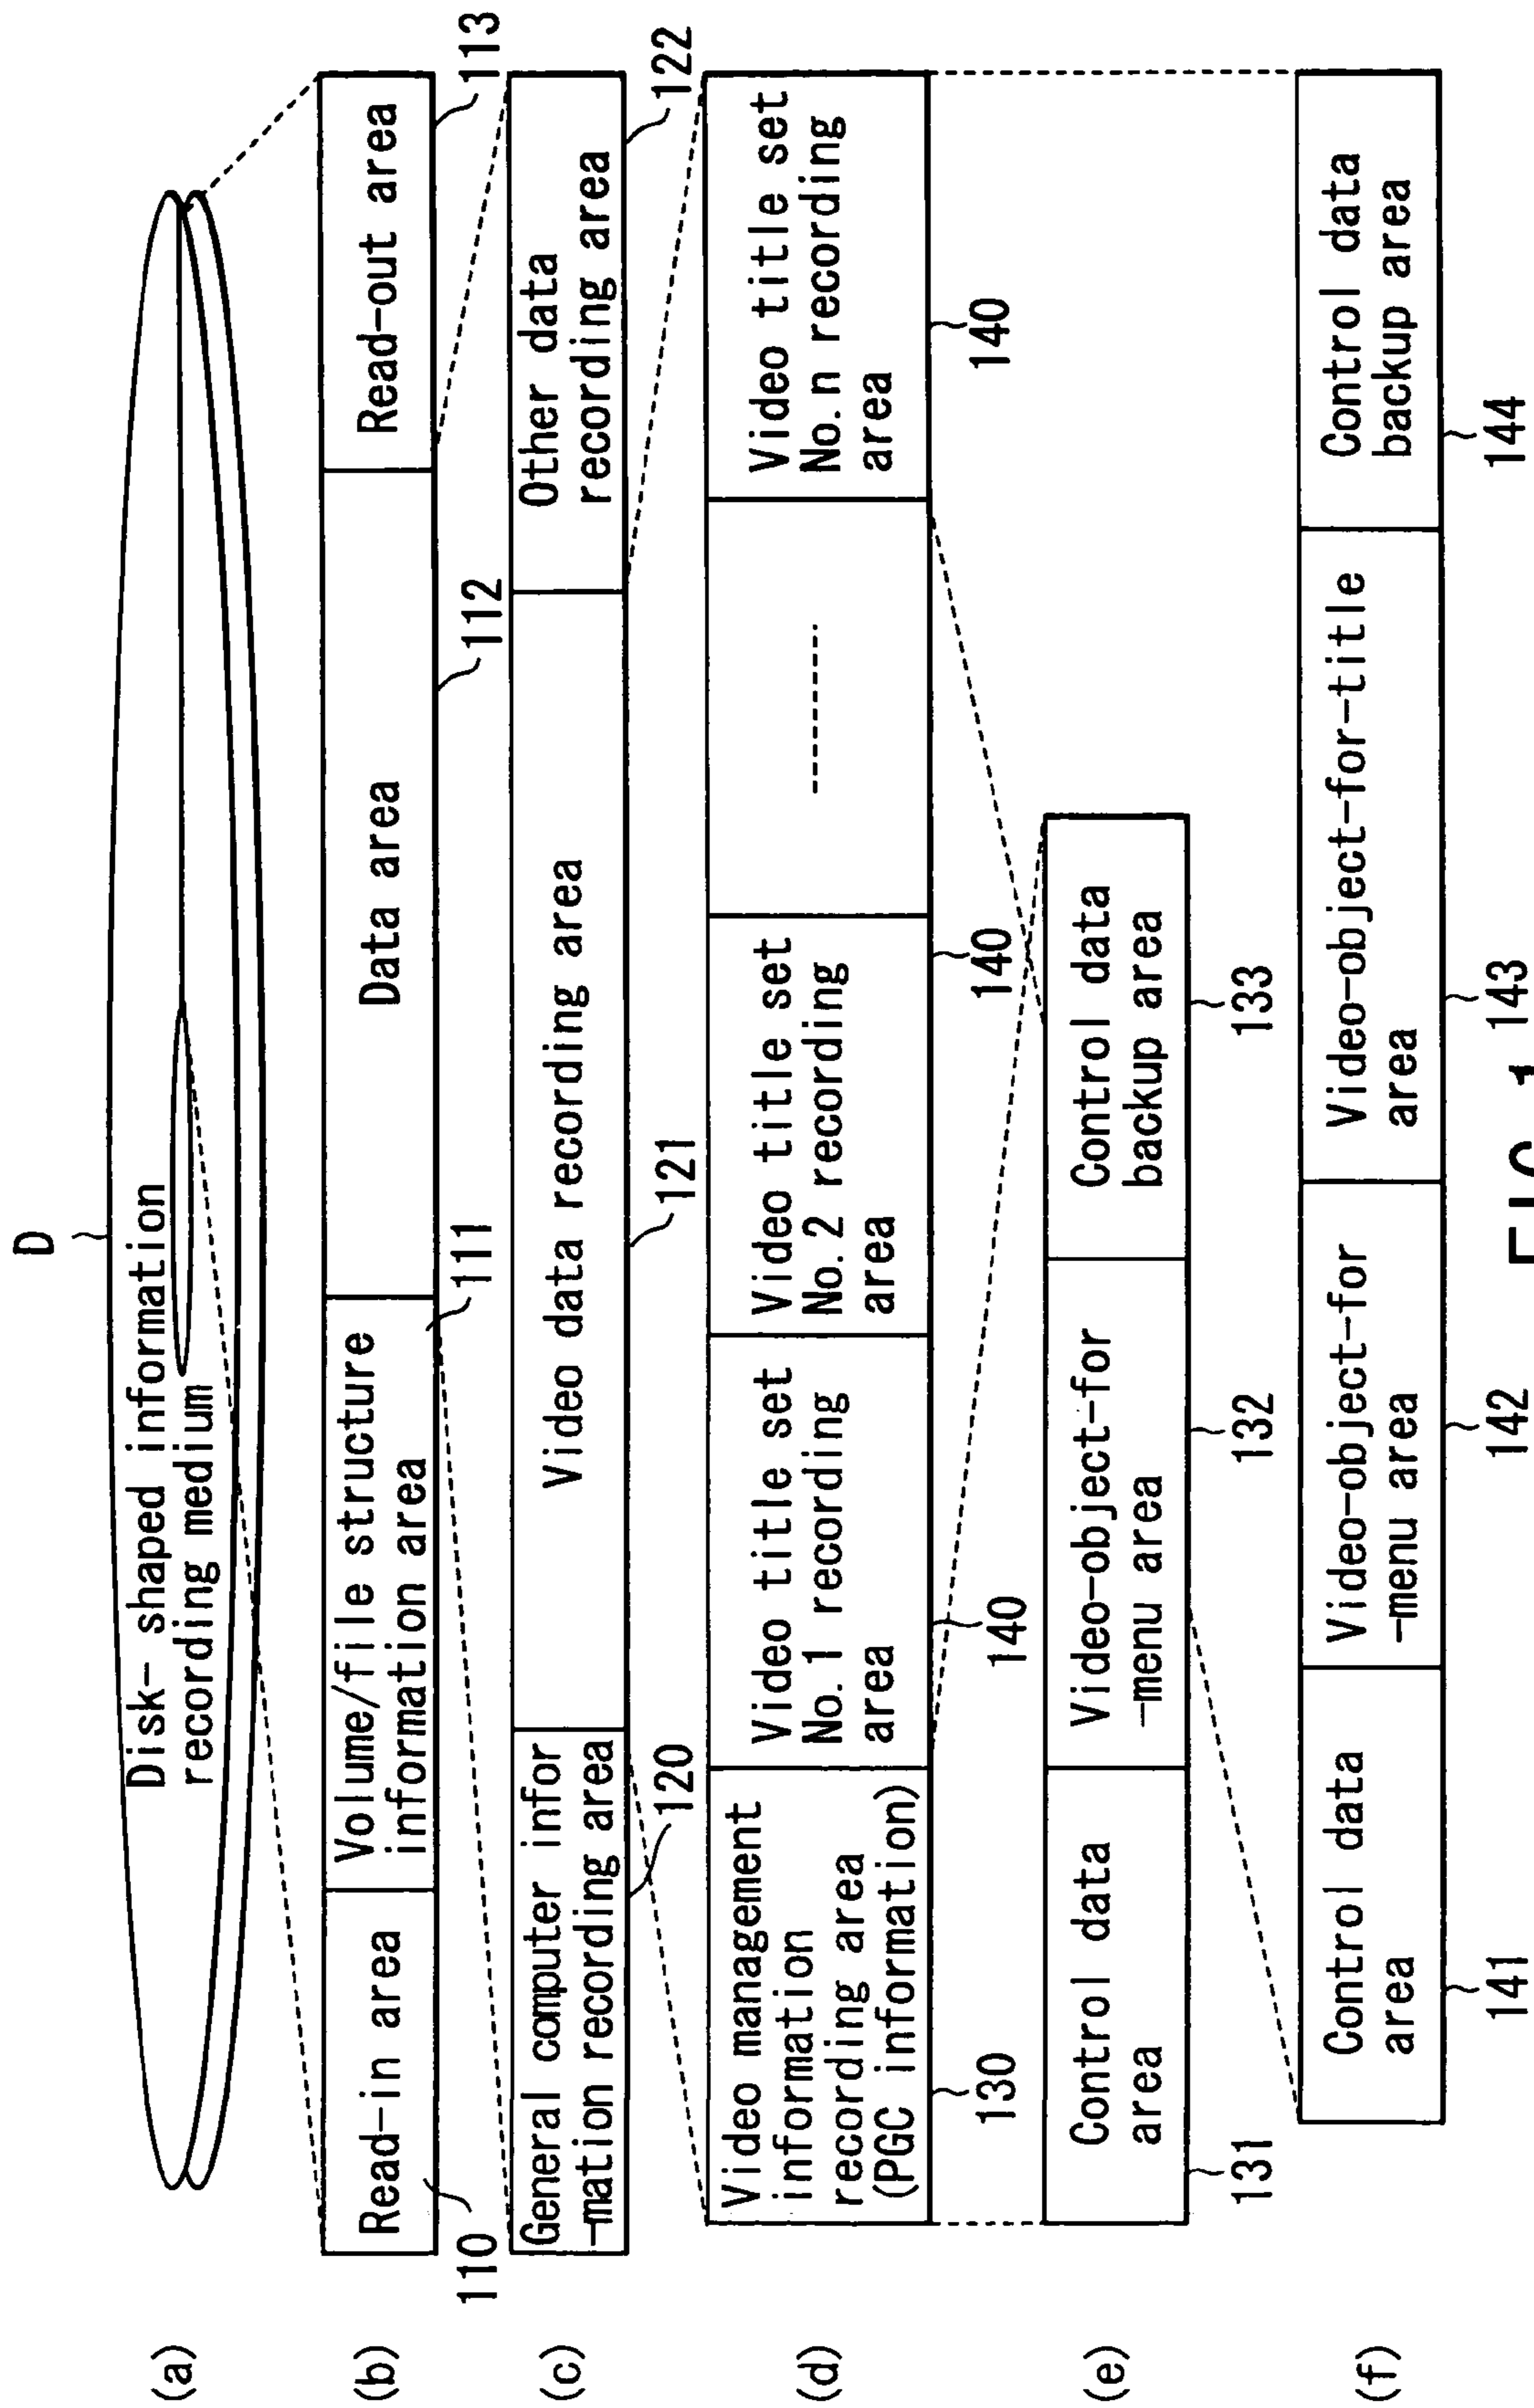 D
(a)
Disk-shaped information
recording medium
(b)
Read-in area
Volume/file structure
information area
Data area
Read-out area
110
111
112
113
(c)
General computer infor
-mation recording area
Video data recording area
Other data
recording area
120
121
122
(d)
Video management
information
recording area
(PGC information)
Video title set
No. 1 recording
area
Video title set
No. 2 recording
area
---------
Video title set
No. n recording
area
130
140
140
140
(e)
Control data
area
Video-object-for
-menu area
Control data
backup area
131
132
133
(f)
Control data
area
Video-object-for
-menu area
Video-object-for-title
area
Control data
backup area
141
142
143
144